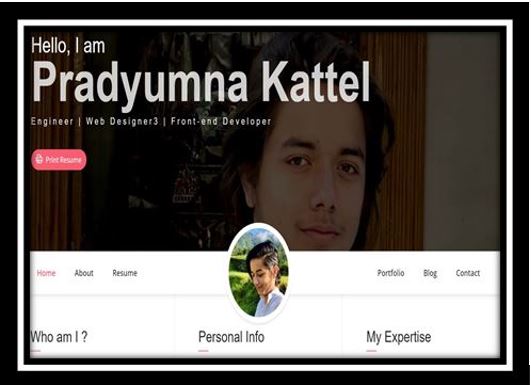 Hello, I am
Pradyumna Kattel
Engineer | Web Designer3 | Front-end Developer
Print Resume
Home About Resume Portfolio Blog Contact
Who am I ? Personal Info My Expertise